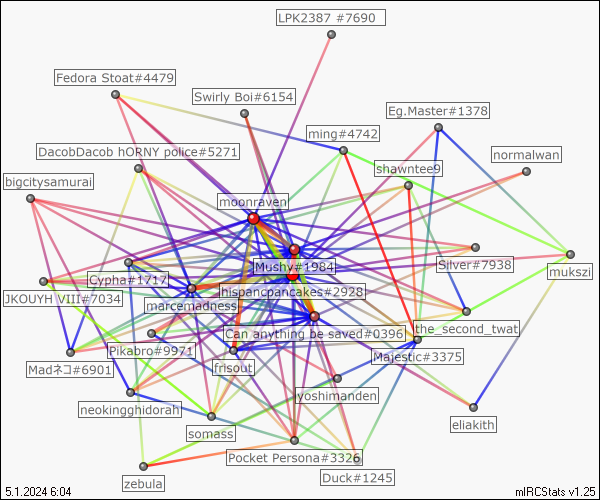 LPK2387 #7690
Fedora Stoat#4479
Swirly Boi#6154
Eg.Master#1378
ming#4742
DacobDacob hORNY police#5271
normalwan
shawntee9
bigcitysamurai
moonraven
Mushy#1984
Silver#7938
Cypha#1717
mukszi
hispancpancakes#2928
JKOUYH VIII#7034
marcemadness
Can anything be saved#0396
the_second_twat
Pikabro#9971
Majestic#3375
Madネコ#6901
frisout
yoshimanden
neokingghidorah
eliakith
somass
Pocket Persona#3326
Duck#1245
zebula
5.1.2024 6:04
mIRCStats v1.25